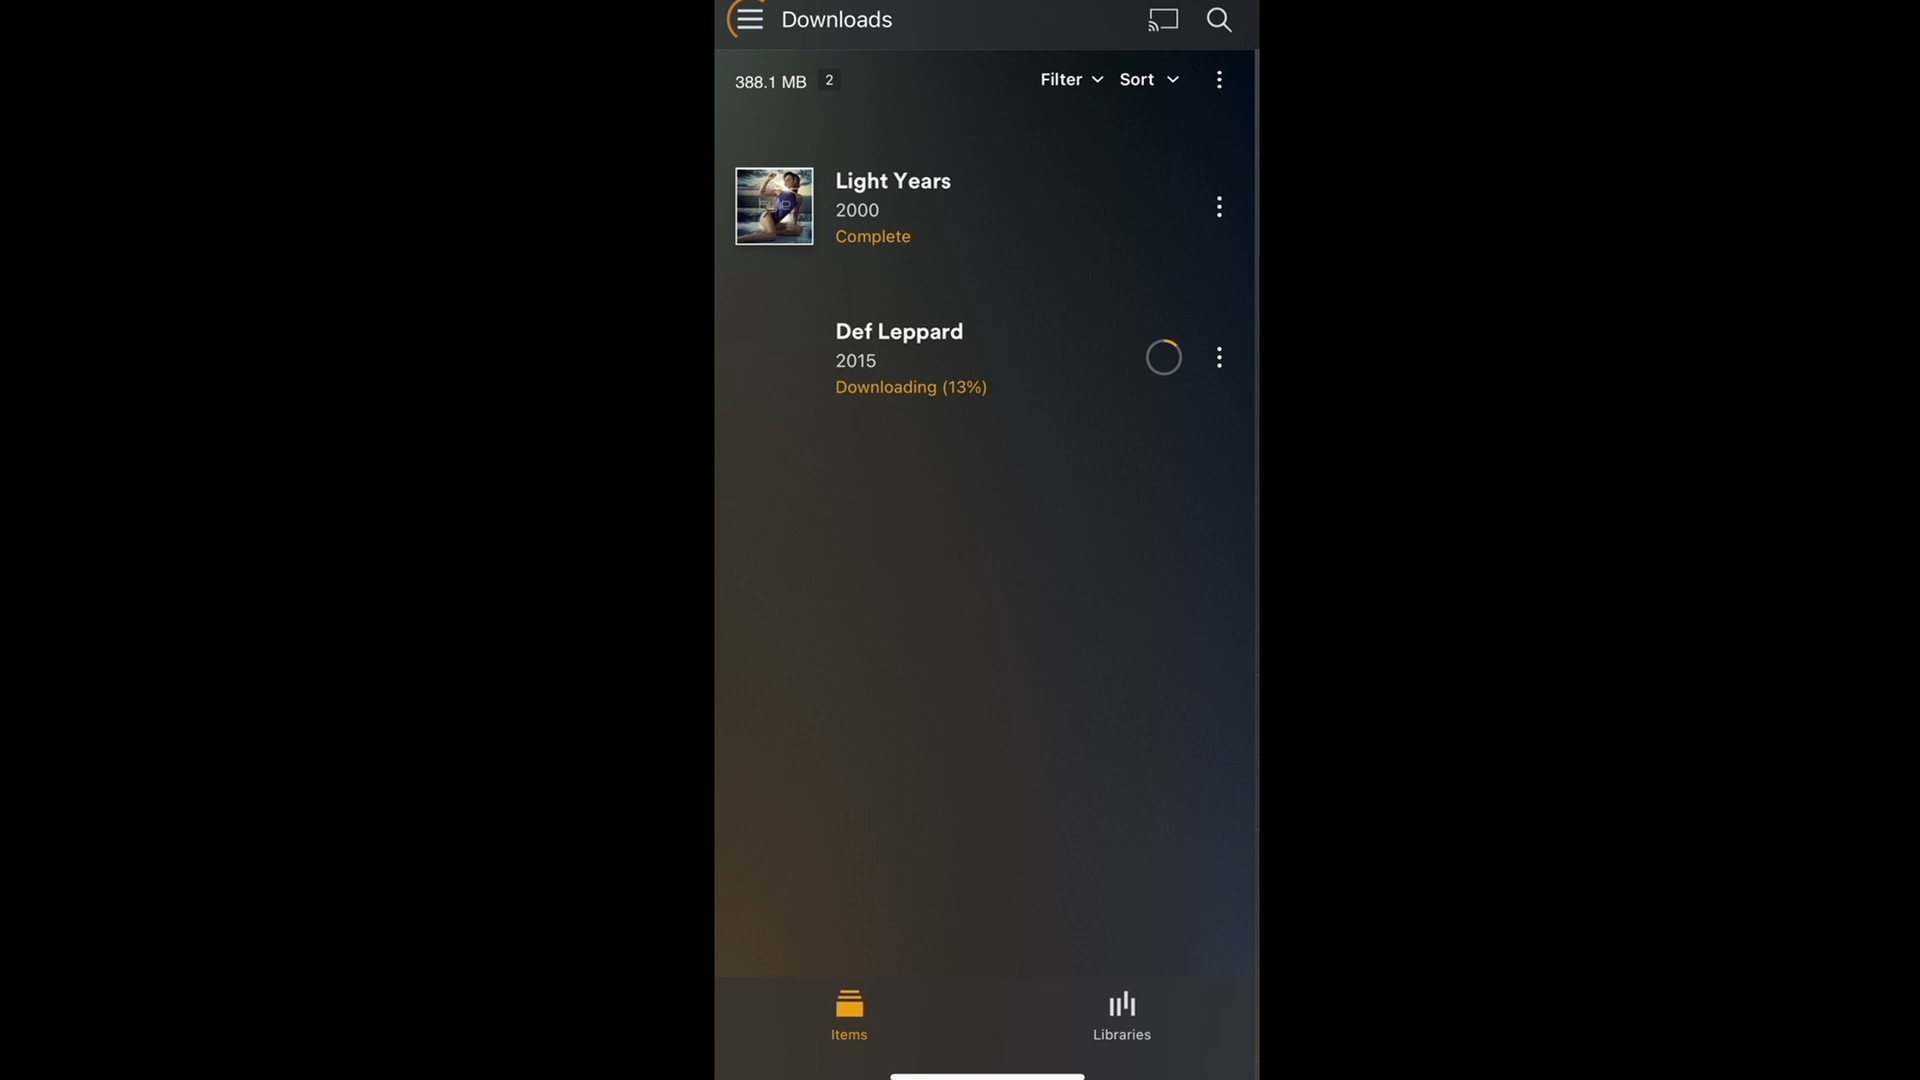 Downloads
388.1 MB 2 Filter Sort
Light Years
2000
Complete
Def Leppard
2015
Downloading (13%)
Items Libraries